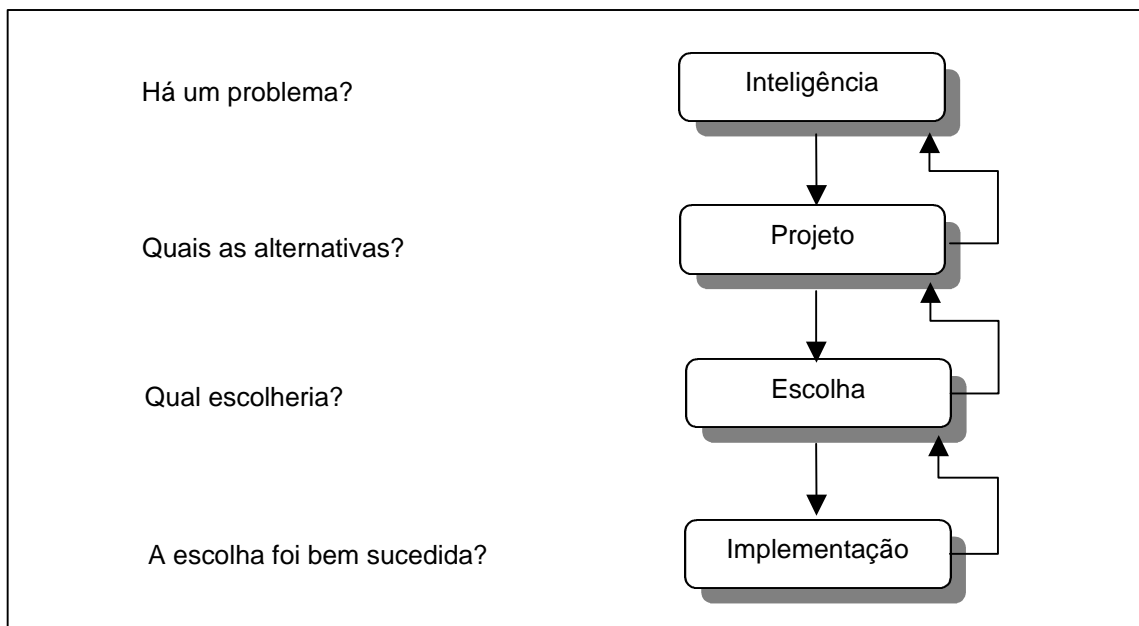 Há um problema?
Inteligência
Quais as alternativas?
Projeto
Qual escolheria?
Escolha
A escolha foi bem sucedida?
Implementação